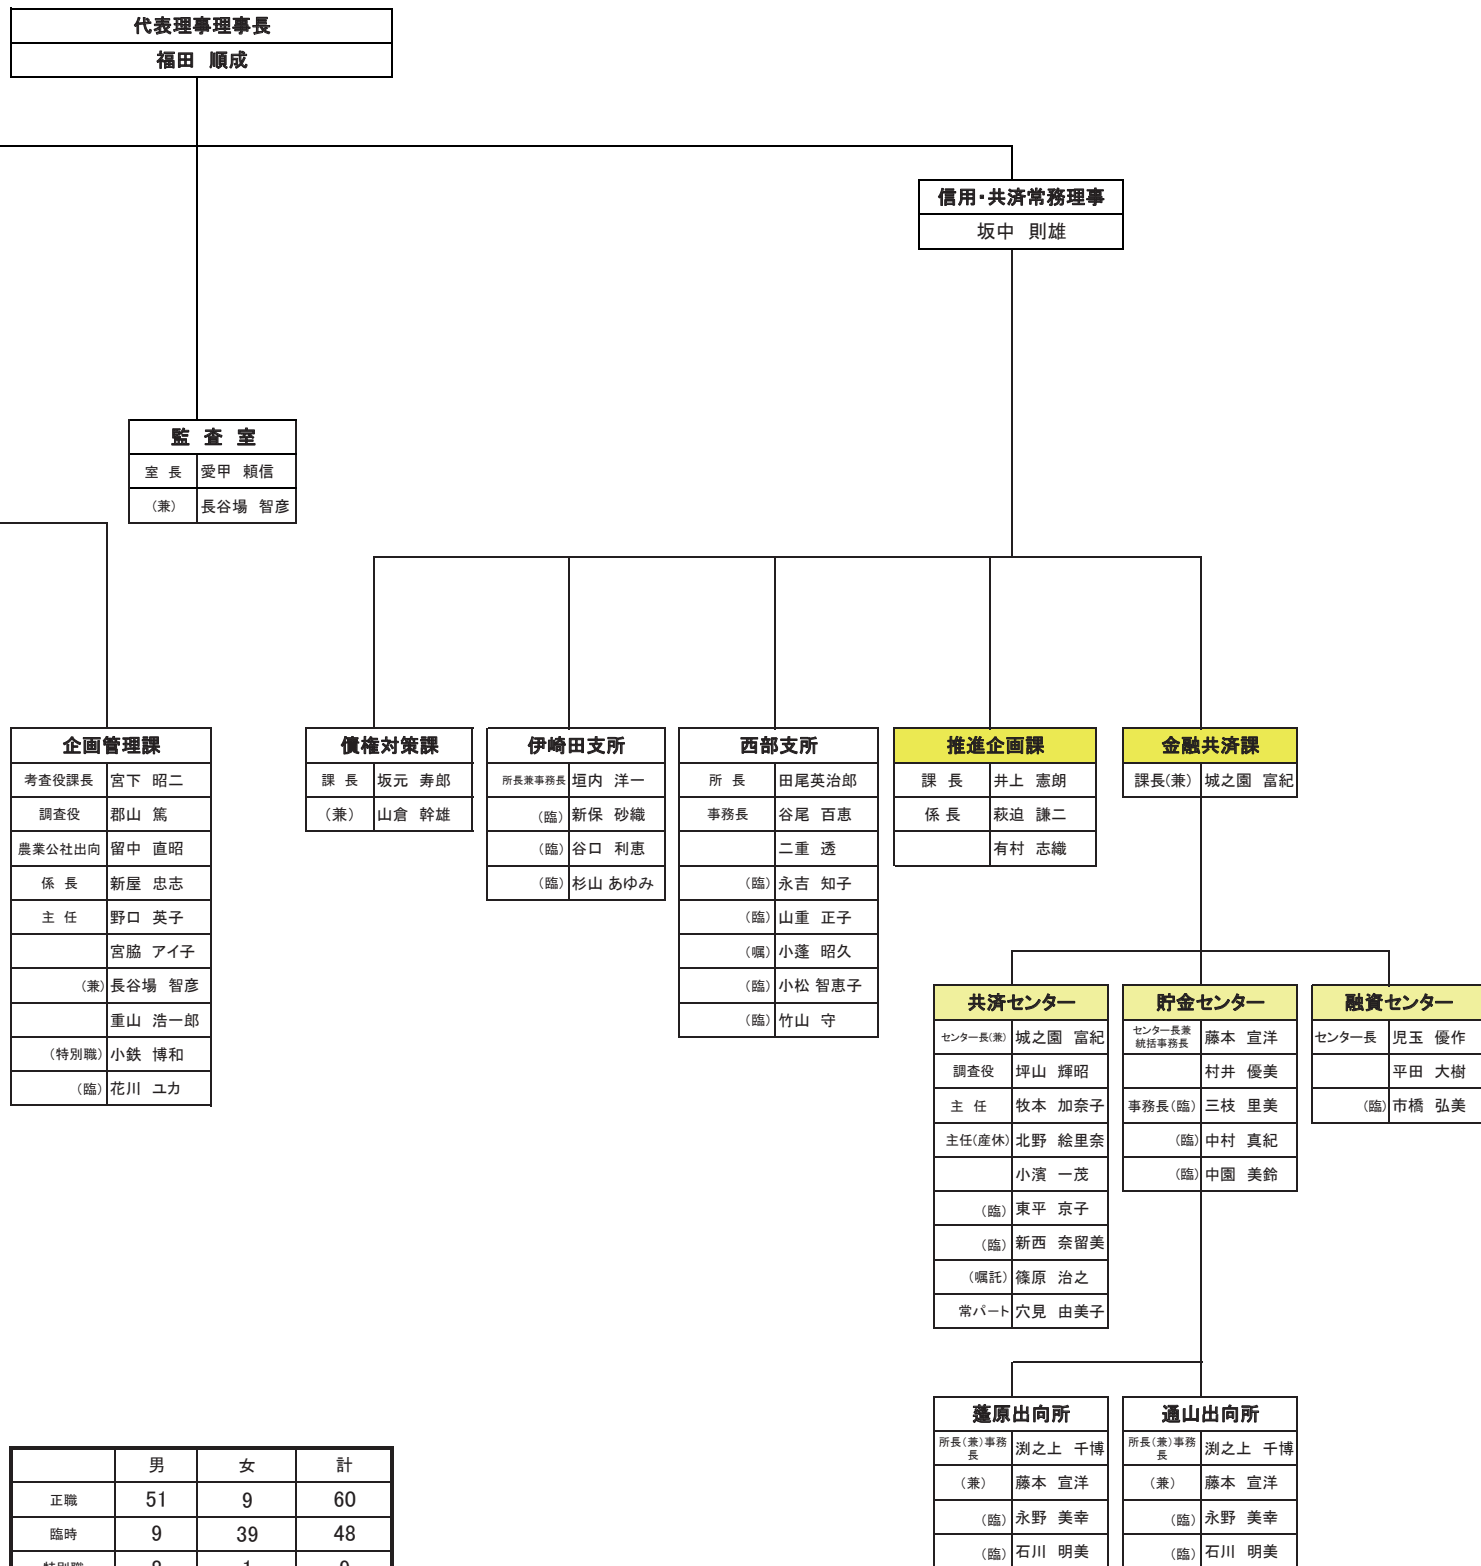 代表理事理事長
福田 順成
信用・共済常務理事
坂中 則雄
監 査 室
室 長 愛甲 頼信
（兼） 長谷場 智彦
企画管理課
考査役課長 宮下 昭二
調査役 郡山 篤
農業公社出向 留中 直昭
係 長 新屋 忠志
主 任 野口 英子
宮脇 アイ子
（兼） 長谷場 智彦
重山 浩一郎
（特別職） 小鉄 博和
（臨） 花川 ユカ
債権対策課
課 長 坂元 寿郎
（兼） 山倉 幹雄
伊崎田支所
所長兼事務長 垣内 洋一
（臨） 新保 砂織
（臨） 谷口 利恵
（臨） 杉山 あゆみ
西部支所
所 長 田尾英治郎
事務長 谷尾 百恵
二重 透
（臨） 永吉 知子
（臨） 山重 正子
（嘱） 小蓬 昭久
（臨） 小松 智恵子
（臨） 竹山 守
推進企画課
課 長 井上 憲朗
係 長 萩迫 謙二
有村 志織
金融共済課
課長（兼） 城之園 富紀
共済センター
センター長（兼） 城之園 富紀
調査役 坪山 輝昭
主 任 牧本 加奈子
主任（産休） 北野 絵里奈
小濱 一茂
（臨） 東平 京子
（臨） 新西 奈留美
（嘱託） 篠原 治之
常パート 穴見 由美子
貯金センター
センター長兼
統括事務長 藤本 宣洋
村井 優美
事務長（臨） 三枝 里美
（臨） 中村 真紀
（臨） 中園 美鈴
融資センター
センター長 児玉 優作
平田 大樹
（臨） 市橋 弘美
蓬原出向所
所長（兼）事務
長 渕之上 千博
（兼） 藤本 宣洋
（臨） 永野 美幸
（臨） 石川 明美
通山出向所
所長（兼）事務
長 渕之上 千博
（兼） 藤本 宣洋
（臨） 永野 美幸
（臨） 石川 明美
男 女 計
正職 51 9 60
臨時 9 39 48